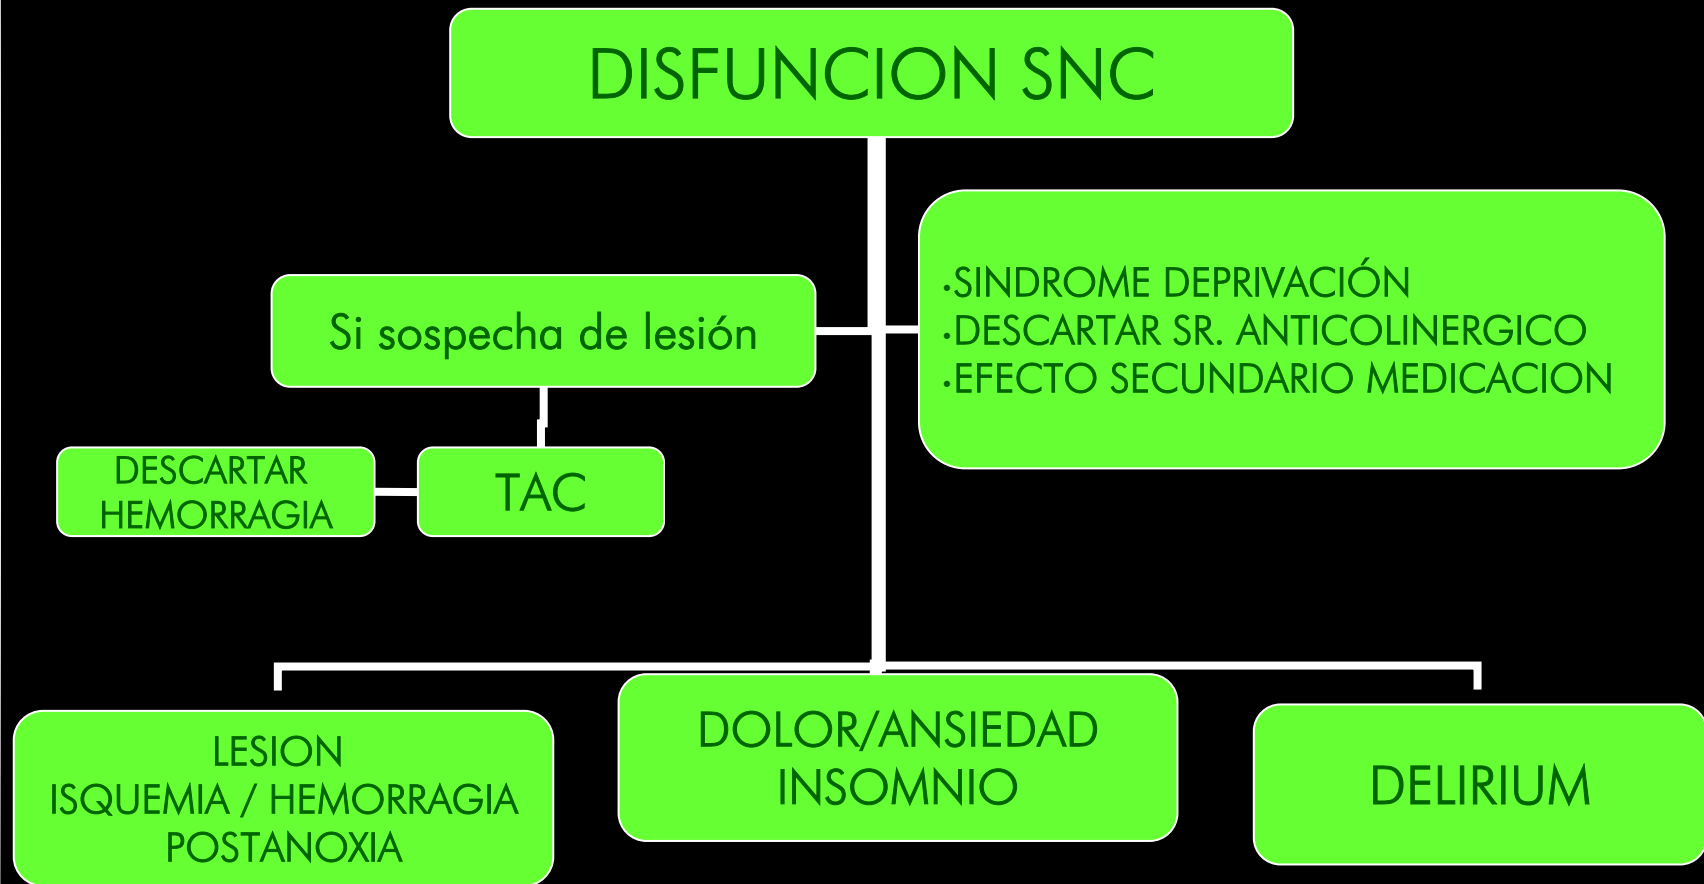 DISFUNCION SNC
Si sospecha de lesión
•SINDROME DEPRIVACIÓN
•DESCARTAR SR. ANTICOLINERGICO
•EFECTO SECUNDARIO MEDICACION
DESCARTAR
HEMORRAGIA
TAC
LESION
ISQUEMIA / HEMORRAGIA
POSTANOXIA
DOLOR/ANSIEDAD
INSOMNIO
DELIRIUM